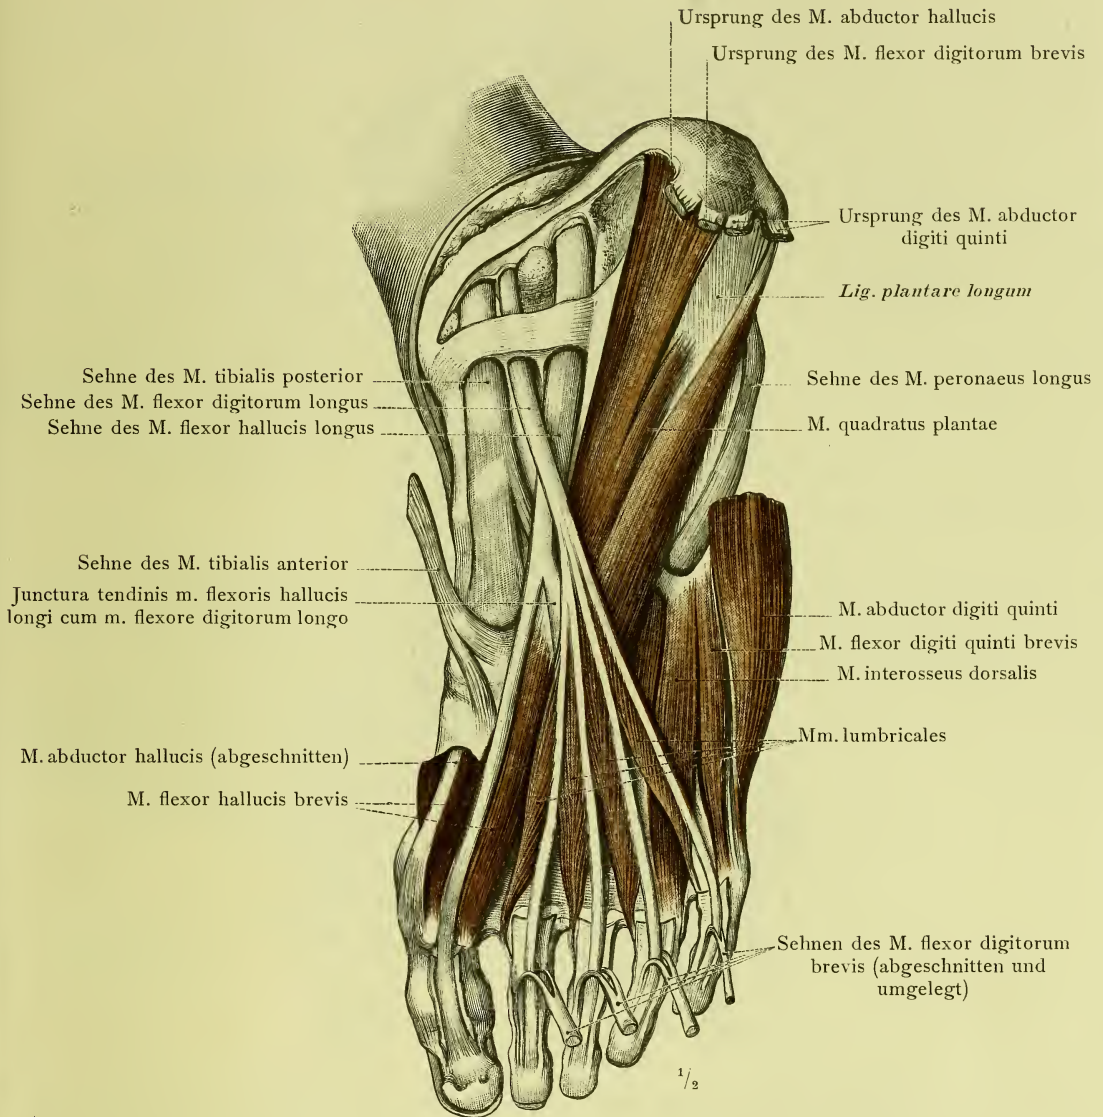 Ursprung des M. abductor hallucis
Ursprung des M. flexor digitorum brevis
Ursprung des M. abductor
digiti quinti
Lig. plantare longum
Sehne des M. tibialis posterior
Sehne des M. peronaeus longus
Sehne des M. flexor digitorum longus
Sehne des M. flexor hallucis longus
M. quadratus plantae
Sehne des M. tibialis anterior
Junctura tendinis m. flexoris hallucis
longi cum m. flexore digitorum longo
M. abductor digiti quinti
M. flexor digiti quinti brevis
M. interosseus dorsalis
Mm. lumbricales
M. abductor hallucis (abgeschnitten)
M. flexor hallucis brevis
Sehnen des M. flexor digitorum
brevis (abgeschnitten und
umgelegt)
1/2